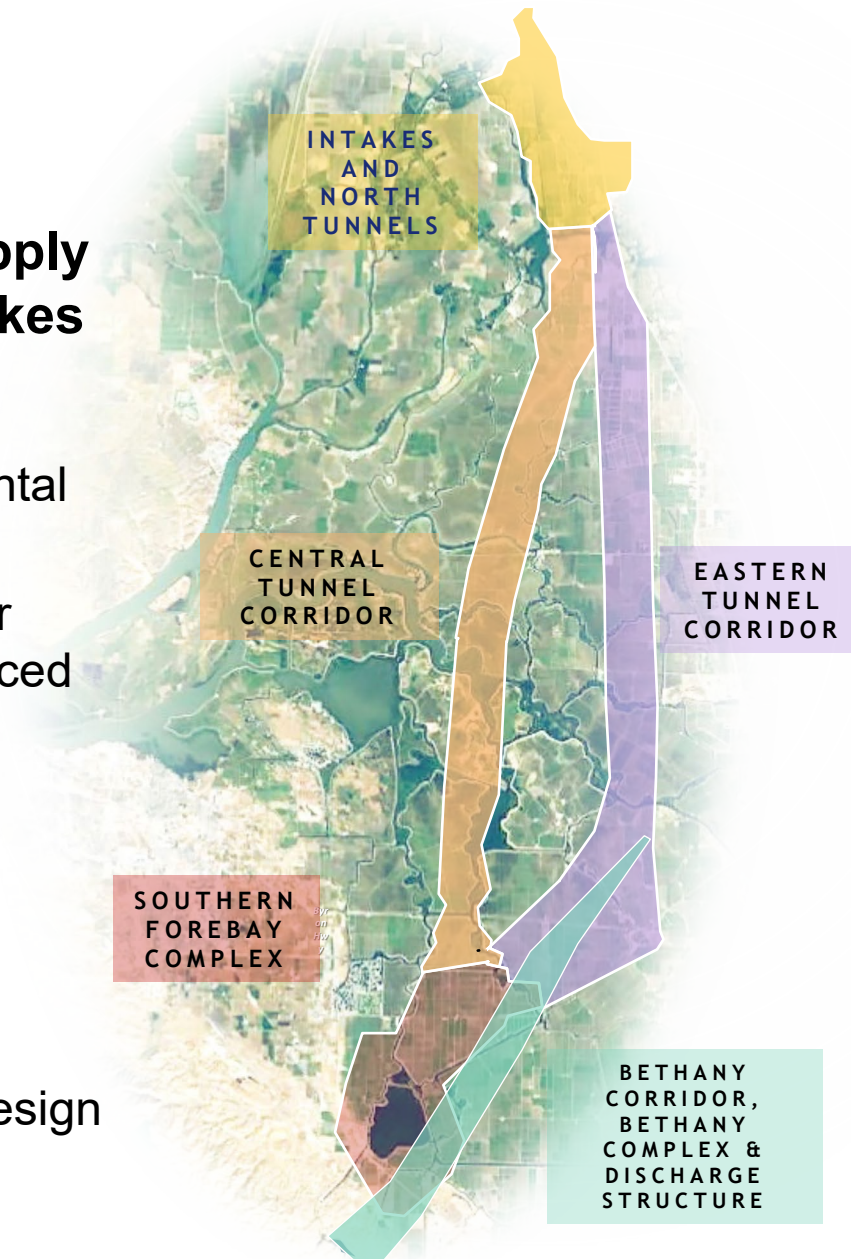 INTAKES
AND
NORTH
TUNNELS
kes
ntal
CENTRAL
TUNNEL
CORRIDOR
EASTERN
TUNNEL
CORRIDOR
r
ced
SOUTHERN
FOREBAY
COMPLEX
esign
BETHANY
CORRIDOR,
BETHANY
COMPLEX &
DISCHARGE
STRUCTURE